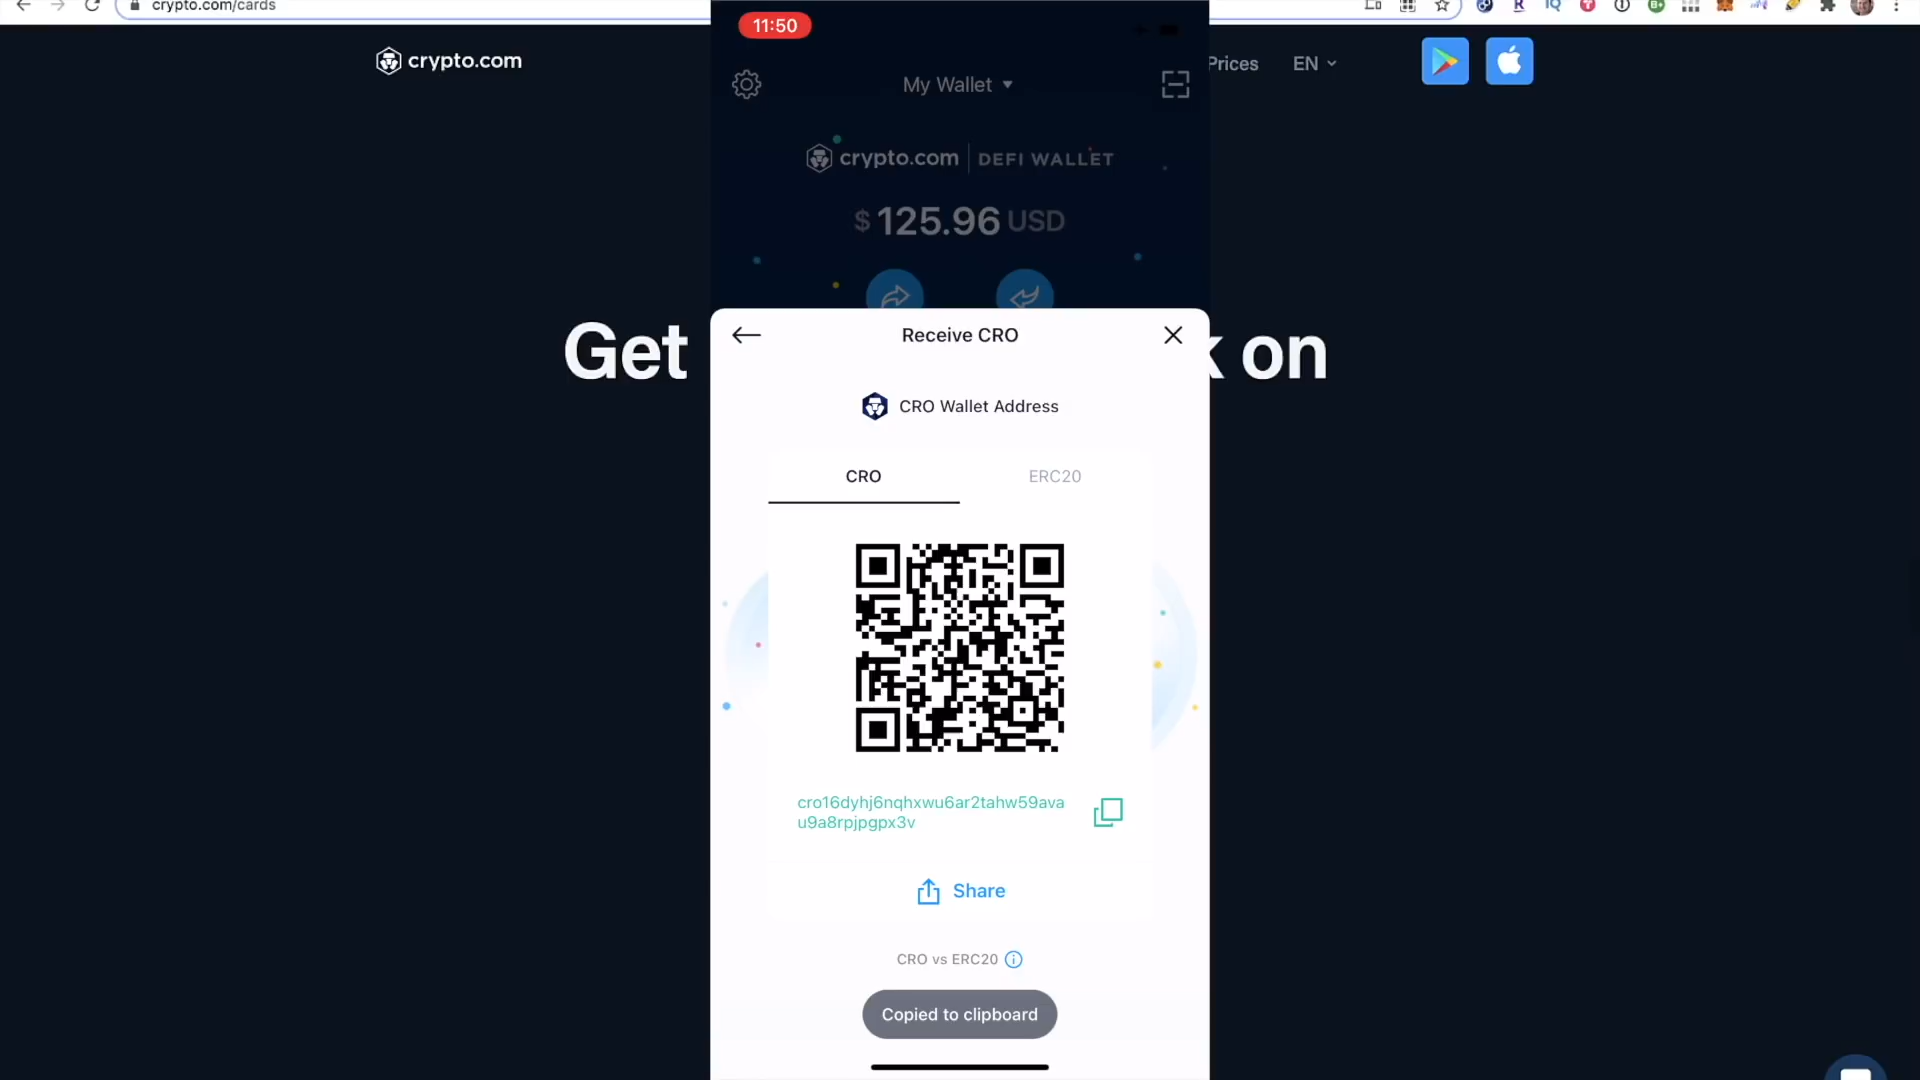 crypto.com/cards
11:50
crypto.com
My Wallet
Prices
EN
crypto.com | DEFI WALLET
$ 125.96 USD
Get
k on
Receive CRO
CRO Wallet Address
CRO
ERC20
cro16dyhj6nqhxwu6ar2tahw59ava
u9a8rpjpgpx3v
Share
CRO vs ERC20
Copied to clipboard